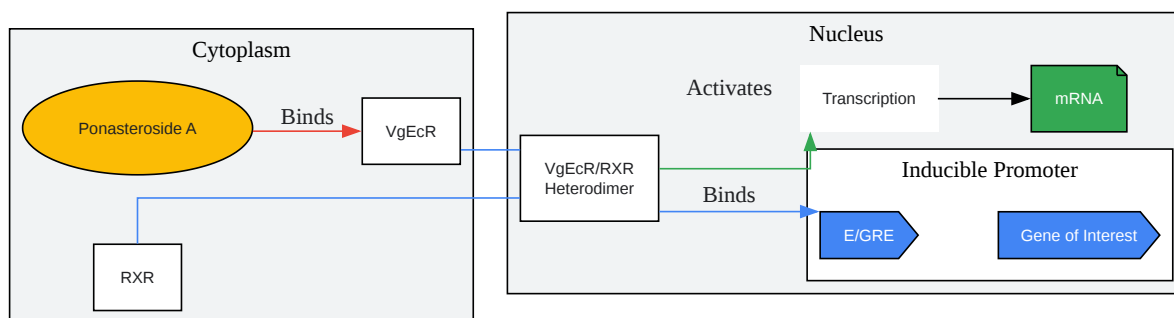 Cytoplasm
Ponasteroside A
Binds
VgEcR
RXR
Nucleus
VgEcR/RXR
Heterodimer
Activates
Transcription
mRNA
Binds
Inducible Promoter
E/GRE
Gene of Interest